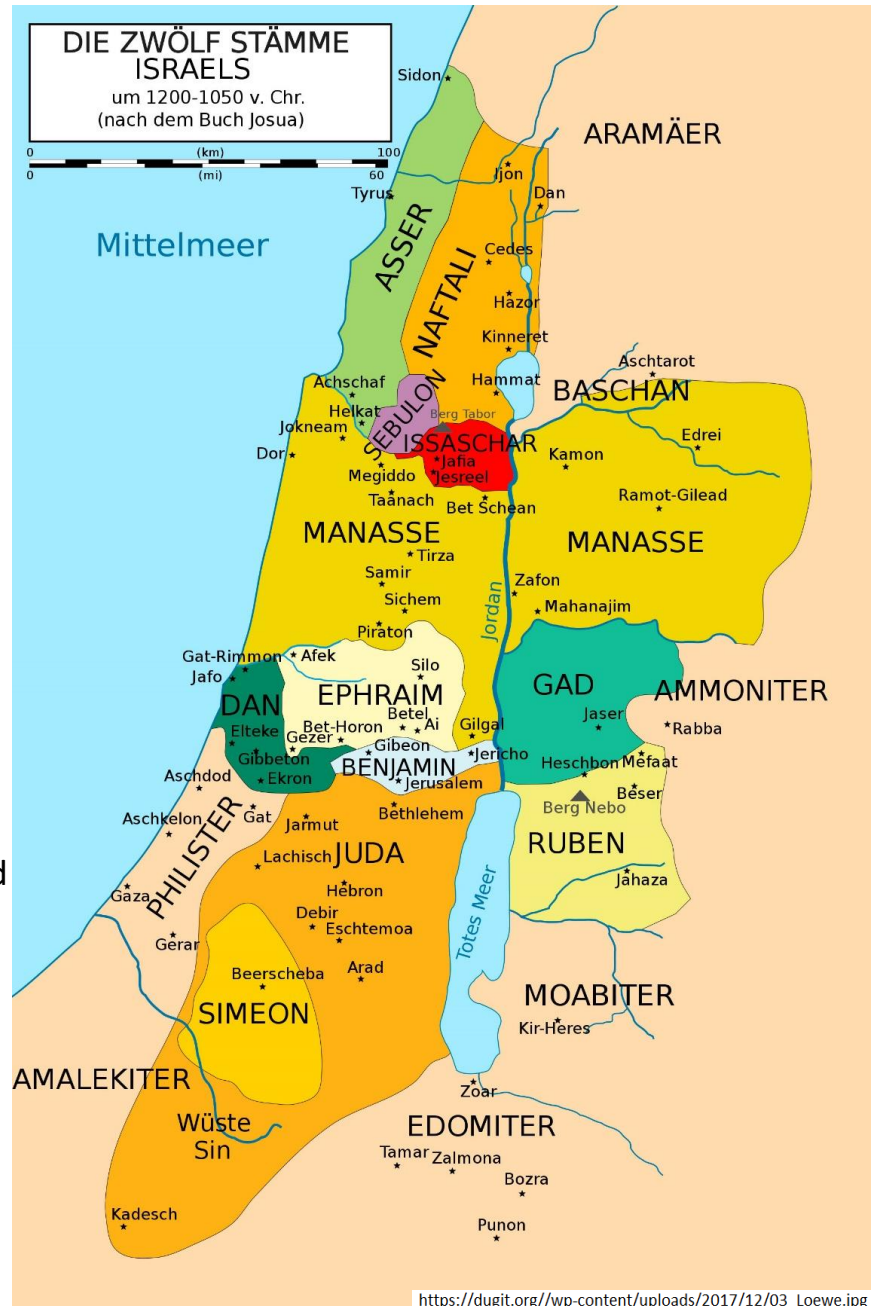 DIE ZWÖLF STÄMME
ISRAELS
um 1200-1050 v. Chr.
(nach dem Buch Josua)
0 (km) 100
0 (mi) 60
Sidon
ARAMÄER
Ijon
Tyrus
Dan
ASSER
Mittelmeer
Cedes
NAFTALI
Hazor
Kinneret
Aschtarot
Achschaf
Hammat
BASCHAN
Helkat
SEBULON
Berg Tabor
Jokneam
ISSASCHAR
Edrei
Dor
Jafia
Kamon
Megiddo
Jesreel
Taanach
Bet Schean
Ramot-Gilead
MANASSE
MANASSE
Tirza
Samir
Zafon
Sichem
Jordan
Mahanajim
Piraton
Gat-Rimmon
Afek
Jafo
Silo
GAD
AMMONITER
DAN
EPHRAIM
Betel
Jaser
Elteke
Bet-Horon
Ai
Gilgal
Rabba
Gezer
Gibeon
Gibbeton
Jericho
BENJAMIN
Heschbon
Mefaat
Aschdod
Ekron
Jerusalem
Beser
Berg Nebo
Gat
Bethlehem
Aschkelon
Jarmut
RUBEN
PHILISTER
JUDA
Lachisch
d
Jahaza
Gaza
Hebron
Debir
Totes Meer
Eschtemoa
Gerar
Beerscheba
Arad
MOABITER
SIMEON
Kir-Heres
AMALEKITER
Zoar
Wüste
Sin
EDOMITER
Tamar
Zalmona
Bozra
Kadesch
Punon
https://dugit.org//wp-content/uploads/2017/12/03_Loewe.jpg